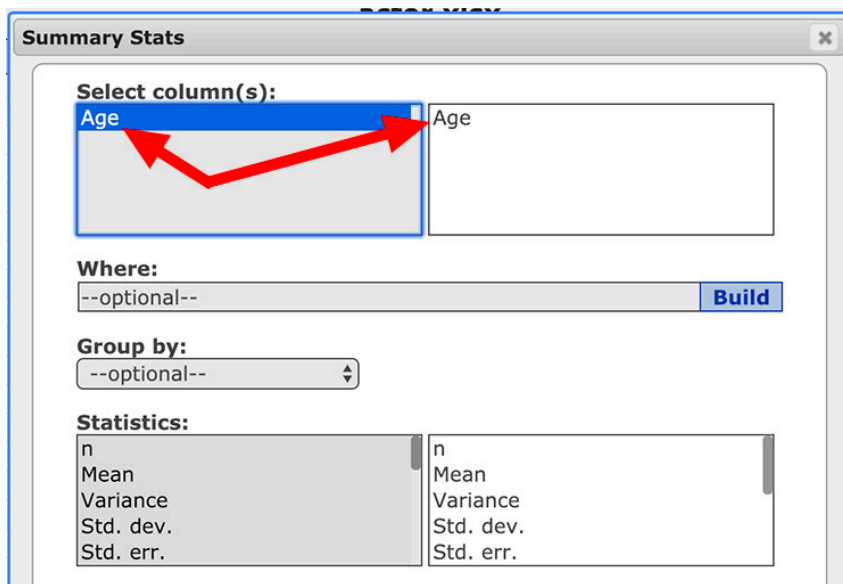 Summary Stats
Select column(s):
Age Age
Where:
--optional-- Build
Group by:
--optional--
Statistics:
n n
Mean Mean
Variance Variance
Std. dev. Std. dev.
Std. err. Std. err.